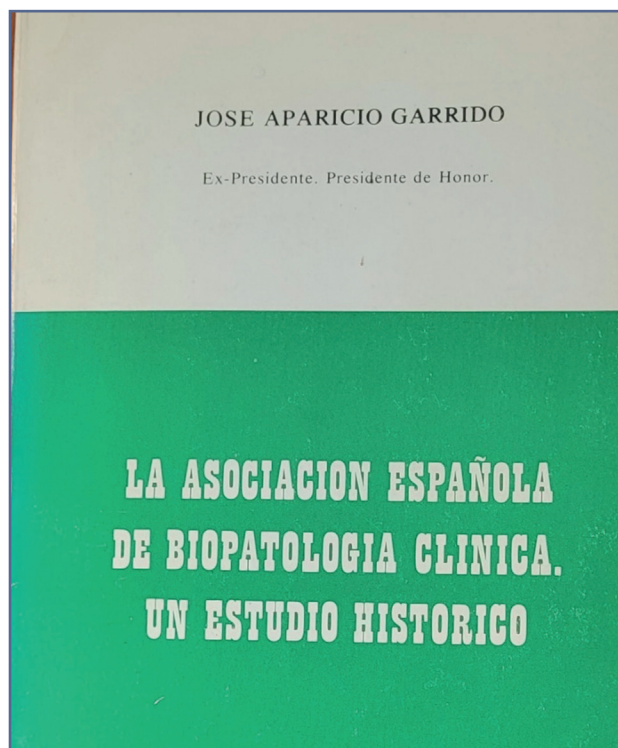 JOSE APARICIO GARRIDO
Ex-Presidente. Presidente de Honor.
LA ASOCIACION ESPAÑOLA
DE BIOPATOLOGIA CLINICA.
UN ESTUDIO HISTORICO